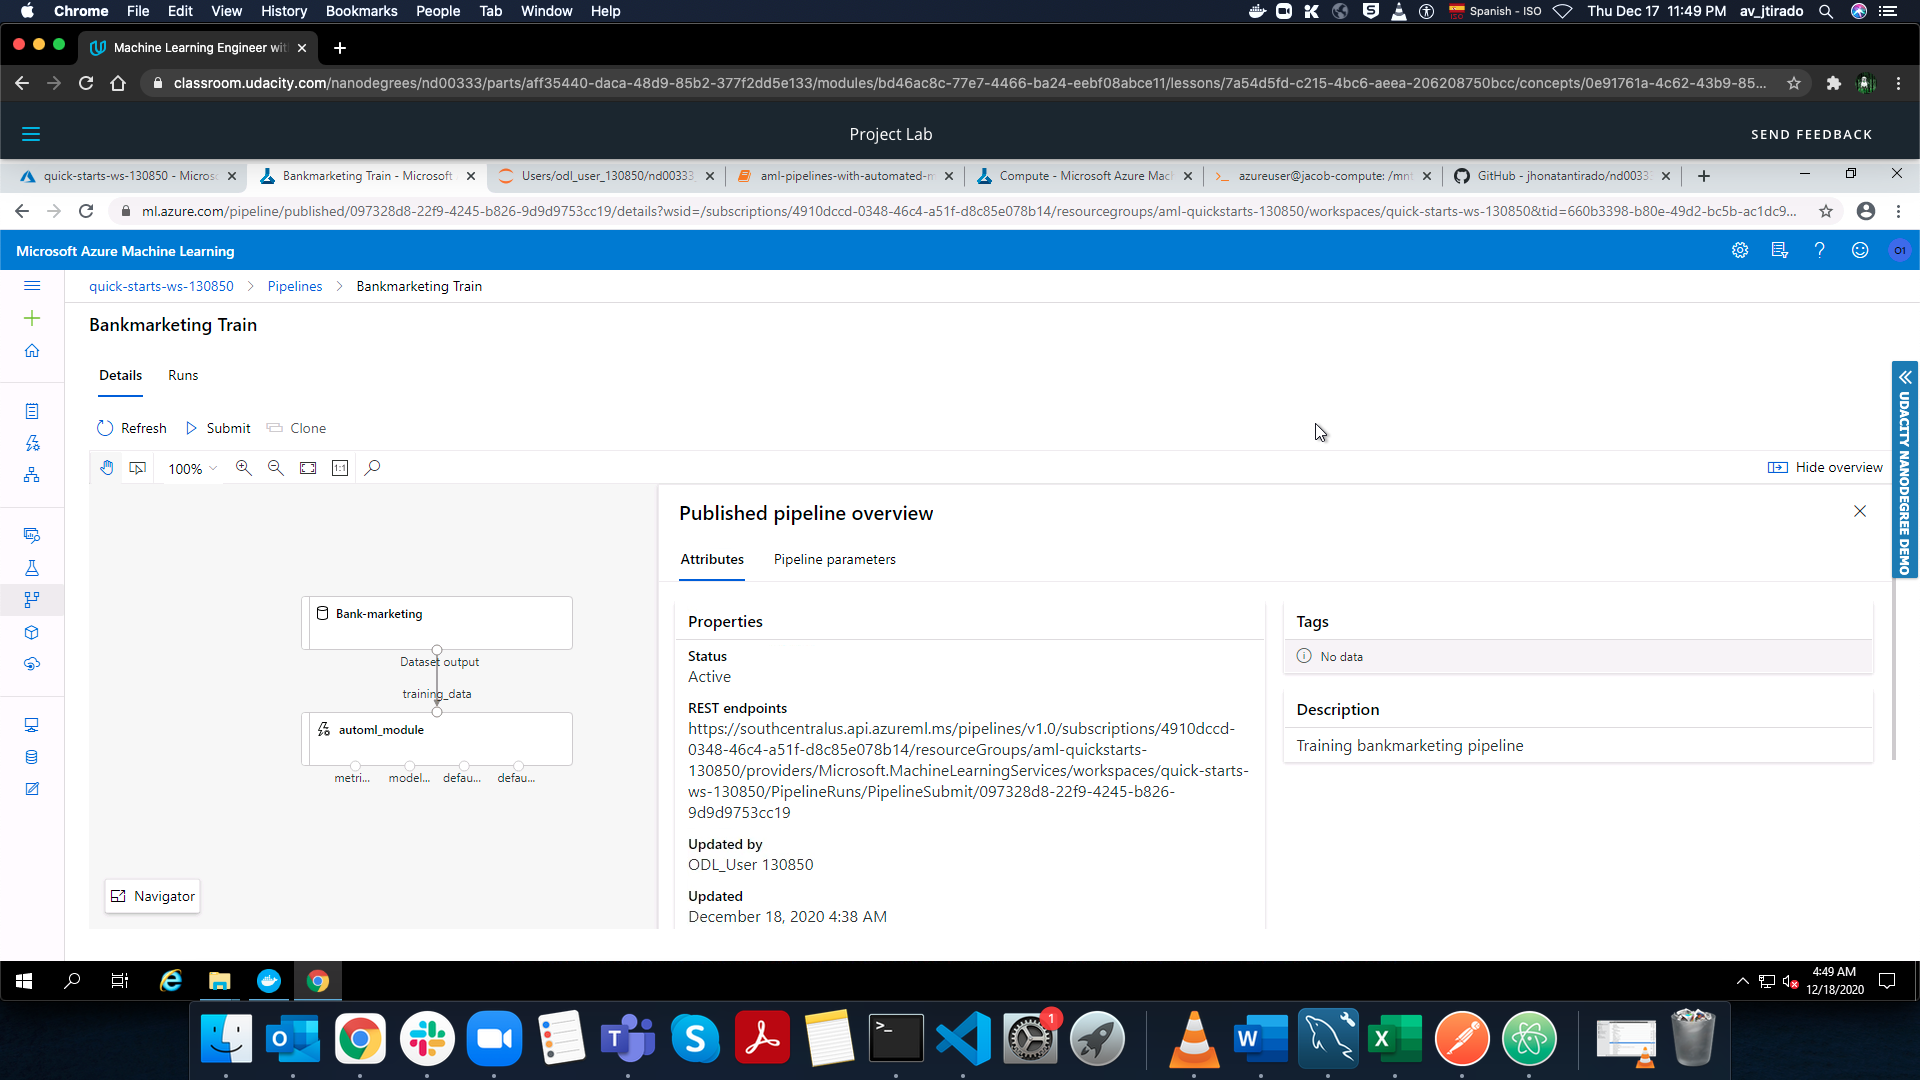 Chrome File Edit View History Bookmarks People Tab Window Help
Spanish - ISO Thu Dec 17 11:49 PM av_jtirado
Machine Learning Engineer wit
classroom.udacity.com/nanodegrees/nd00333/parts/aff35440-daca-48d9-85b2-377f2dd5e133/modules/bd46ac8c-77e7-4466-ba24-eebf08abce11/lessons/7a54d5fd-c215-4bc6-aeea-206208750bcc/concepts/0e91761a-4c62-43b9-85...
Project Lab
SEND FEEDBACK
quick-starts-ws-130850 - Micros
Bankmarketing Train - Microsoft
Users/odl_user_130850/nd00333
aml-pipelines-with-automated-m
Compute - Microsoft Azure Mac
azureuser@jacob-compute: /mnt
GitHub - jhonatantirado/nd0033
ml.azure.com/pipeline/published/097328d8-22f9-4245-b826-9d9d9753cc19/details?wsid=/subscriptions/4910dccd-0348-46c4-a51f-d8c85e078b14/resourcegroups/aml-quickstarts-130850/workspaces/quick-starts-ws-130850&tid=660b3398-b80e-49d2-bc5b-ac1dc9...
Microsoft Azure Machine Learning
O1
quick-starts-ws-130850 > Pipelines > Bankmarketing Train
Bankmarketing Train
Details Runs
Refresh Submit Clone
100%
1:1
Hide overview
UDACITY NANODEGREE DEMO
Bank-marketing
Dataset output
training_data
automl_module
metri... model... defau... defau...
Navigator
Published pipeline overview
Attributes Pipeline parameters
Properties
Status
Active
REST endpoints
https://southcentralus.api.azureml.ms/pipelines/v1.0/subscriptions/4910dccd-
0348-46c4-a51f-d8c85e078b14/resourceGroups/aml-quickstarts-
130850/providers/Microsoft.MachineLearningServices/workspaces/quick-starts-
ws-130850/PipelineRuns/PipelineSubmit/097328d8-22f9-4245-b826-
9d9d9753cc19
Updated by
ODL_User 130850
Updated
December 18, 2020 4:38 AM
Tags
No data
Description
Training bankmarketing pipeline
4:49 AM
12/18/2020
1